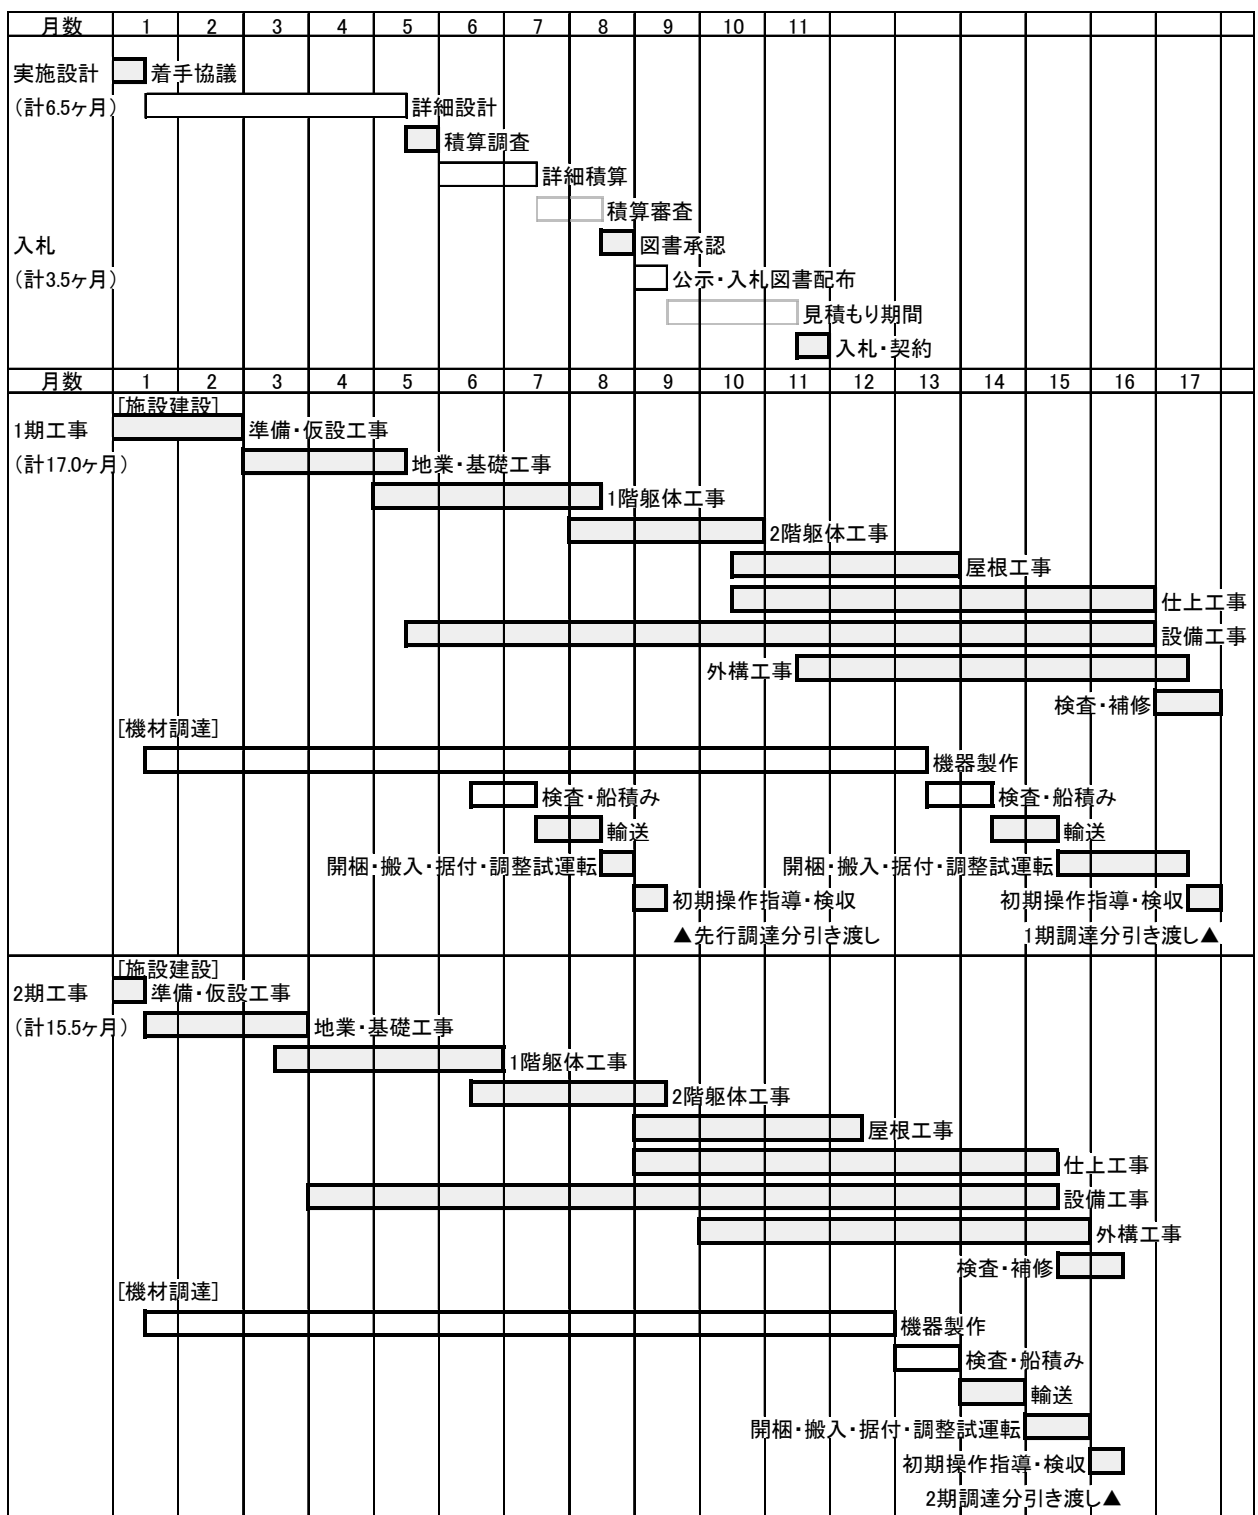 月数 1 2 3 4 5 6 7 8 9 10 11
実施設計 着手協議
(計6.5ヶ月) 詳細設計
積算調査
詳細積算
積算審査
入札 図書承認
(計3.5ヶ月) 公示・入札図書配布
見積もり期間
入札・契約
月数 1 2 3 4 5 6 7 8 9 10 11 12 13 14 15 16 17
[施設建設]
1期工事 準備・仮設工事
(計17.0ヶ月) 地業・基礎工事
1階躯体工事
2階躯体工事
屋根工事
仕上工事
設備工事
外構工事
検査・補修
[機材調達]
機器製作
検査・船積み 検査・船積み
輸送 輸送
開梱・搬入・据付・調整試運転 開梱・搬入・据付・調整試運転
初期操作指導・検収 初期操作指導・検収
▲先行調達分引き渡し 1期調達分引き渡し▲
[施設建設]
2期工事 準備・仮設工事
(計15.5ヶ月) 地業・基礎工事
1階躯体工事
2階躯体工事
屋根工事
仕上工事
設備工事
外構工事
検査・補修
[機材調達]
機器製作
検査・船積み
輸送
開梱・搬入・据付・調整試運転
初期操作指導・検収
2期調達分引き渡し▲